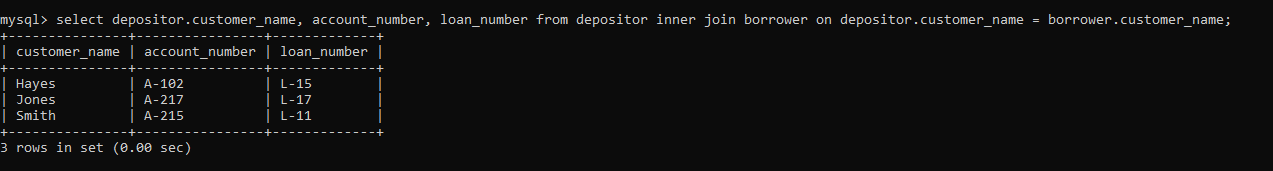 mysql> select depositor.customer_name, account_number, loan_number from depositor inner join borrower on depositor.customer_name = borrower.customer_name;
+---------------+----------------+-------------+
| customer_name | account_number | loan_number |
+---------------+----------------+-------------+
| Hayes         | A-102          | L-15        |
| Jones         | A-217          | L-17        |
| Smith         | A-215          | L-11        |
+---------------+----------------+-------------+
3 rows in set (0.00 sec)